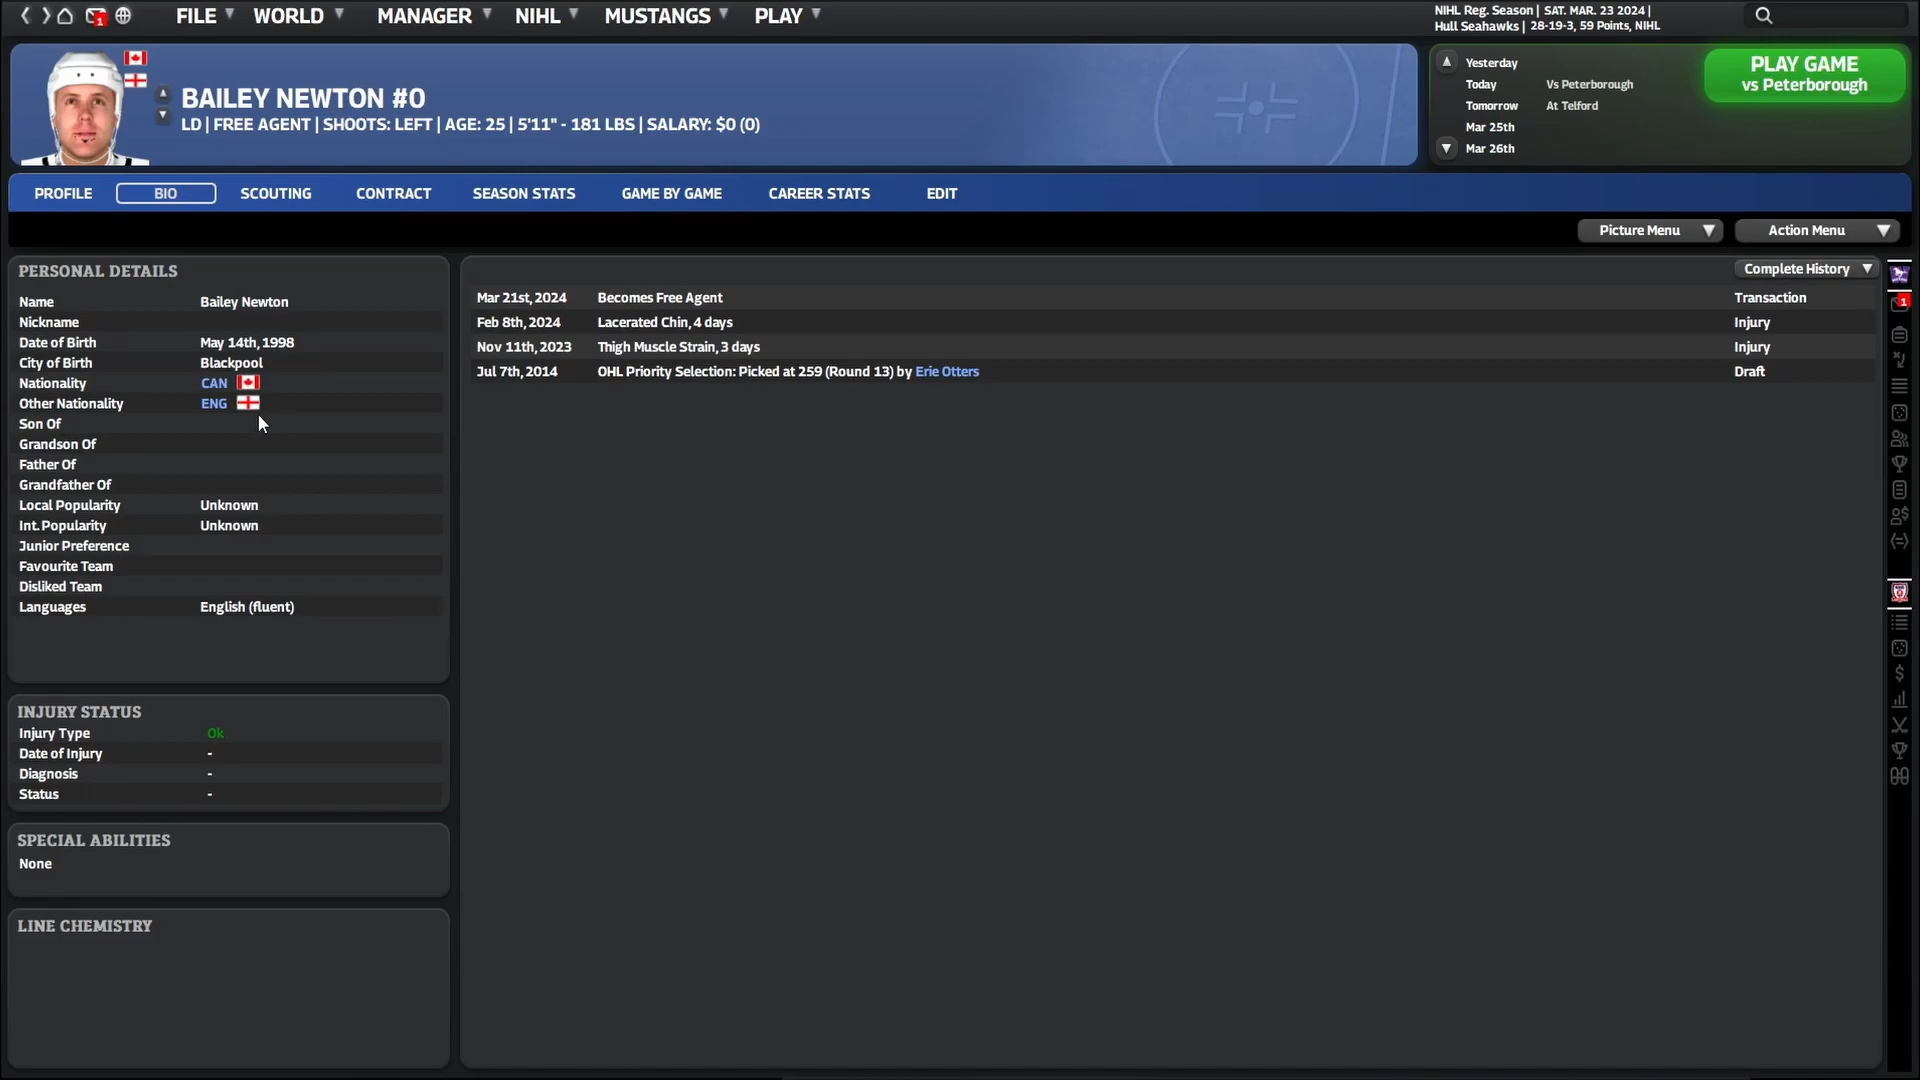 1
FILE WORLD MANAGER NIHL MUSTANGS PLAY
NIHL Reg. Season | SAT. MAR. 23 2024 |
Hull Seahawks | 28-19-3, 59 Points, NIHL
BAILEY NEWTON #0
LD | FREE AGENT | SHOOTS: LEFT | AGE: 25 | 5'11" - 181 LBS | SALARY: $0 (0)
Yesterday
Today Vs Peterborough
Tomorrow At Telford
Mar 25th
Mar 26th
PLAY GAME
vs Peterborough
PROFILE BIO SCOUTING CONTRACT SEASON STATS GAME BY GAME CAREER STATS EDIT
Picture Menu Action Menu
PERSONAL DETAILS
Name Bailey Newton
Nickname
Date of Birth May 14th, 1998
City of Birth Blackpool
Nationality CAN
Other Nationality ENG
Son Of
Grandson Of
Father Of
Grandfather Of
Local Popularity Unknown
Int. Popularity Unknown
Junior Preference
Favourite Team
Disliked Team
Languages English (fluent)
INJURY STATUS
Injury Type Ok
Date of Injury -
Diagnosis -
Status -
SPECIAL ABILITIES
None
LINE CHEMISTRY
Complete History
Mar 21st, 2024 Becomes Free Agent Transaction
Feb 8th, 2024 Lacerated Chin, 4 days Injury
Nov 11th, 2023 Thigh Muscle Strain, 3 days Injury
Jul 7th, 2014 OHL Priority Selection: Picked at 259 (Round 13) by Erie Otters Draft
1